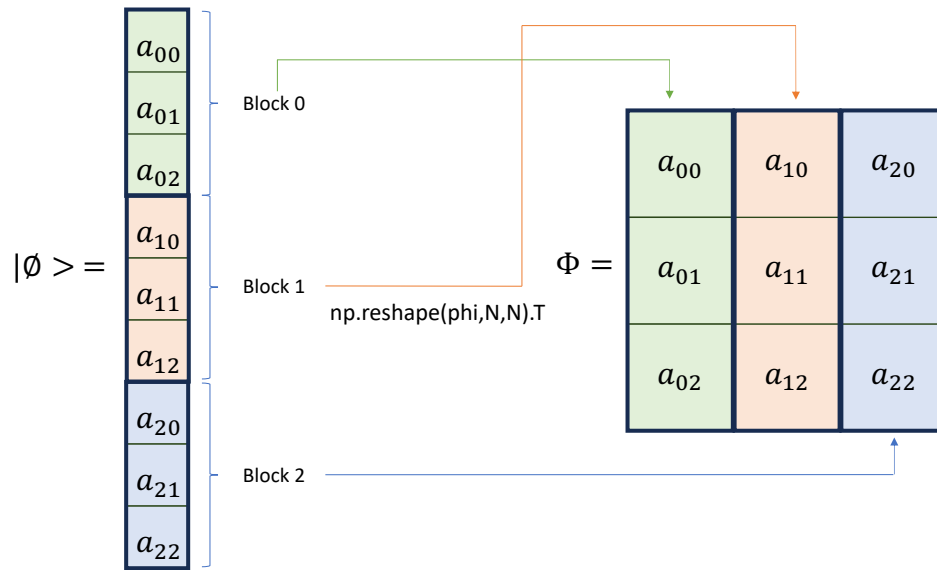 |∅ > =
a₀₀
a₀₁
a₀₂
a₁₀
a₁₁
a₁₂
a₂₀
a₂₁
a₂₂
Block 0
Block 1
np.reshape(phi,N,N).T
Block 2
Φ =
a₀₀ a₁₀ a₂₀
a₀₁ a₁₁ a₂₁
a₀₂ a₁₂ a₂₂